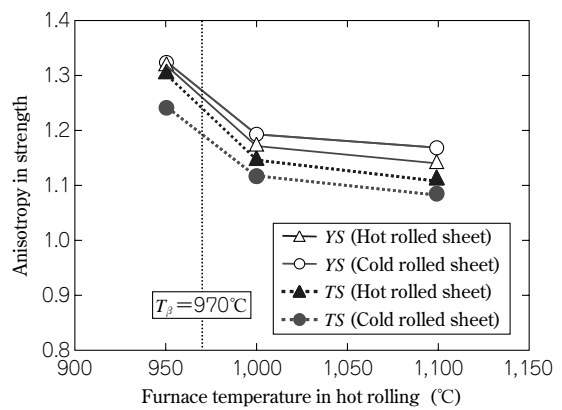 1.4
1.3
1.2
1.1
1.0
0.9
0.8
Anisotropy in strength
YS (Hot rolled sheet)
YS (Cold rolled sheet)
TS (Hot rolled sheet)
TS (Cold rolled sheet)
Tβ＝970℃
900 950 1,000 1,050 1,100 1,150
Furnace temperature in hot rolling (℃)